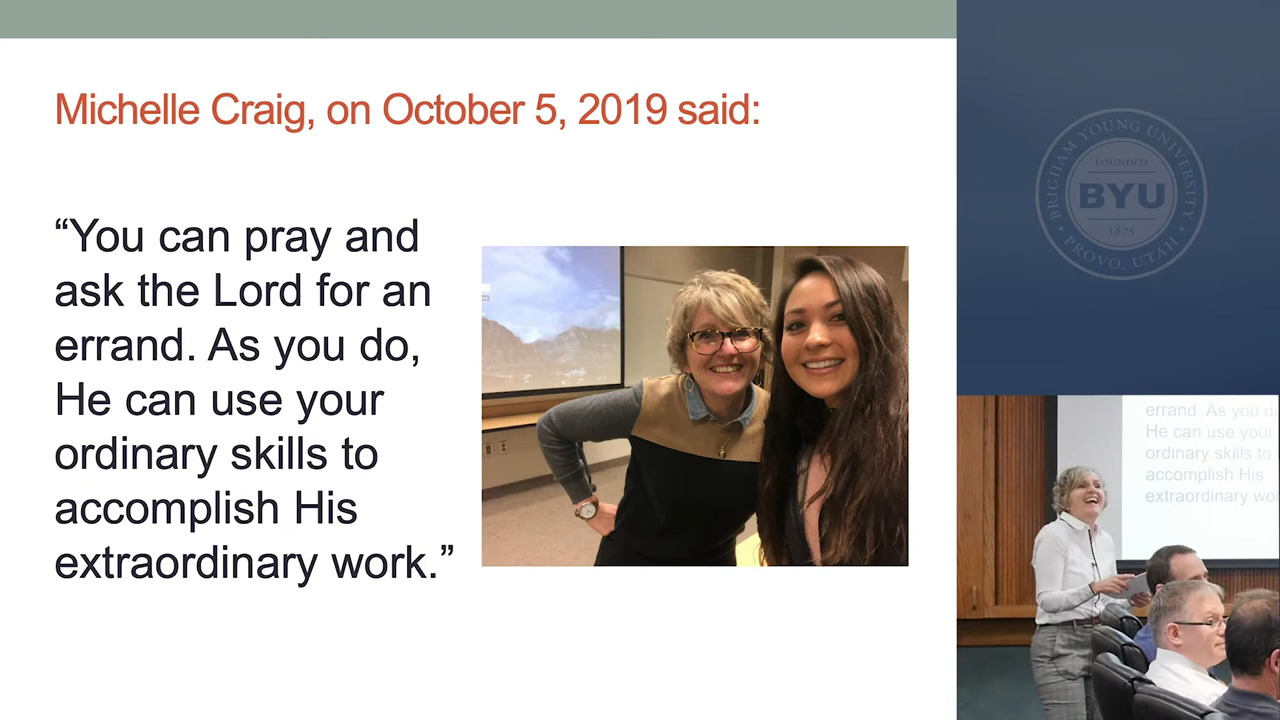 Michelle Craig, on October 5, 2019 said:
“You can pray and
ask the Lord for an
errand. As you do,
He can use your
ordinary skills to
accomplish His
extraordinary work.”
BRIGHAM YOUNG UNIVERSITY
FOUNDED
BYU
1875
PROVO, UTAH
errand. As you d
He can use your
ordinary skills to
accomplish His
extraordinary wo